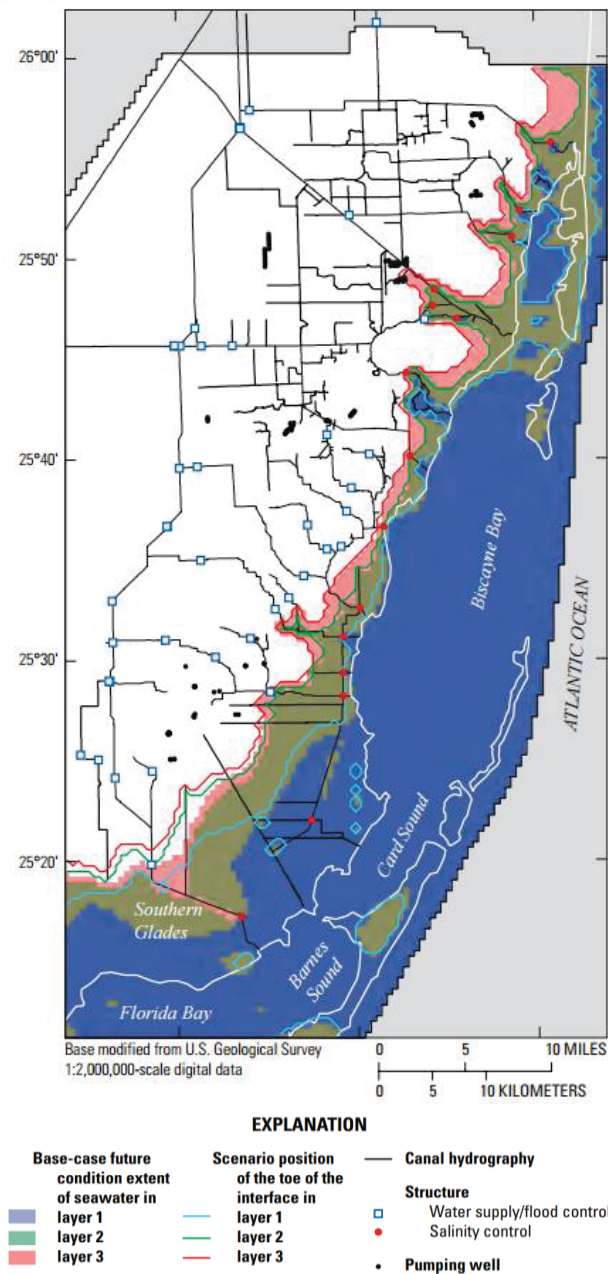 26°00'
25°50'
25°40'
25°30'
25°20'
Biscayne Bay
ATLANTIC OCEAN
Card Sound
Southern
Glades
Barnes
Sound
Florida Bay
Base modified from U.S. Geological Survey
1:2,000,000-scale digital data
0 5 10 MILES
0 5 10 KILOMETERS
EXPLANATION
Base-case future
condition extent
of seawater in
layer 1
layer 2
layer 3
Scenario position
of the toe of the
interface in
layer 1
layer 2
layer 3
Canal hydrography
Structure
Water supply/flood control
Salinity control
Pumping well